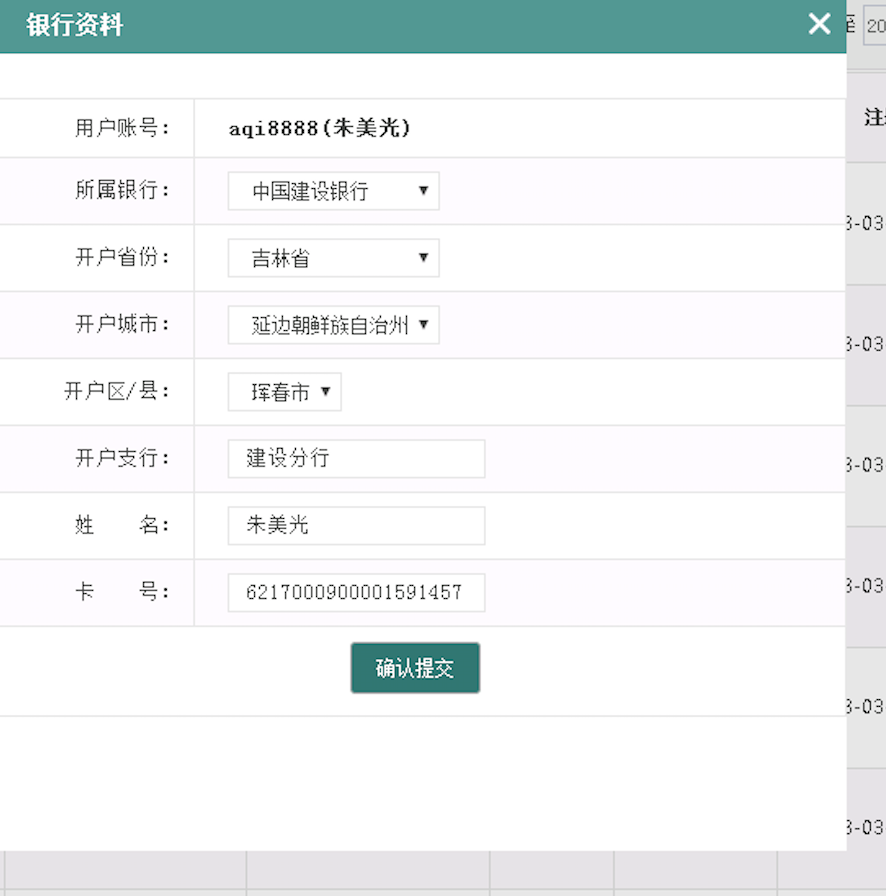 银行资料
用户账号: aqi8888(朱美光)
所属银行: 中国建设银行
开户省份: 吉林省
开户城市: 延边朝鲜族自治州
开户区/县: 珲春市
开户支行: 建设分行
姓 名: 朱美光
卡 号: 6217000900001591457
确认提交
至 20
注
3-03
3-03
3-03
3-03
3-03
3-03